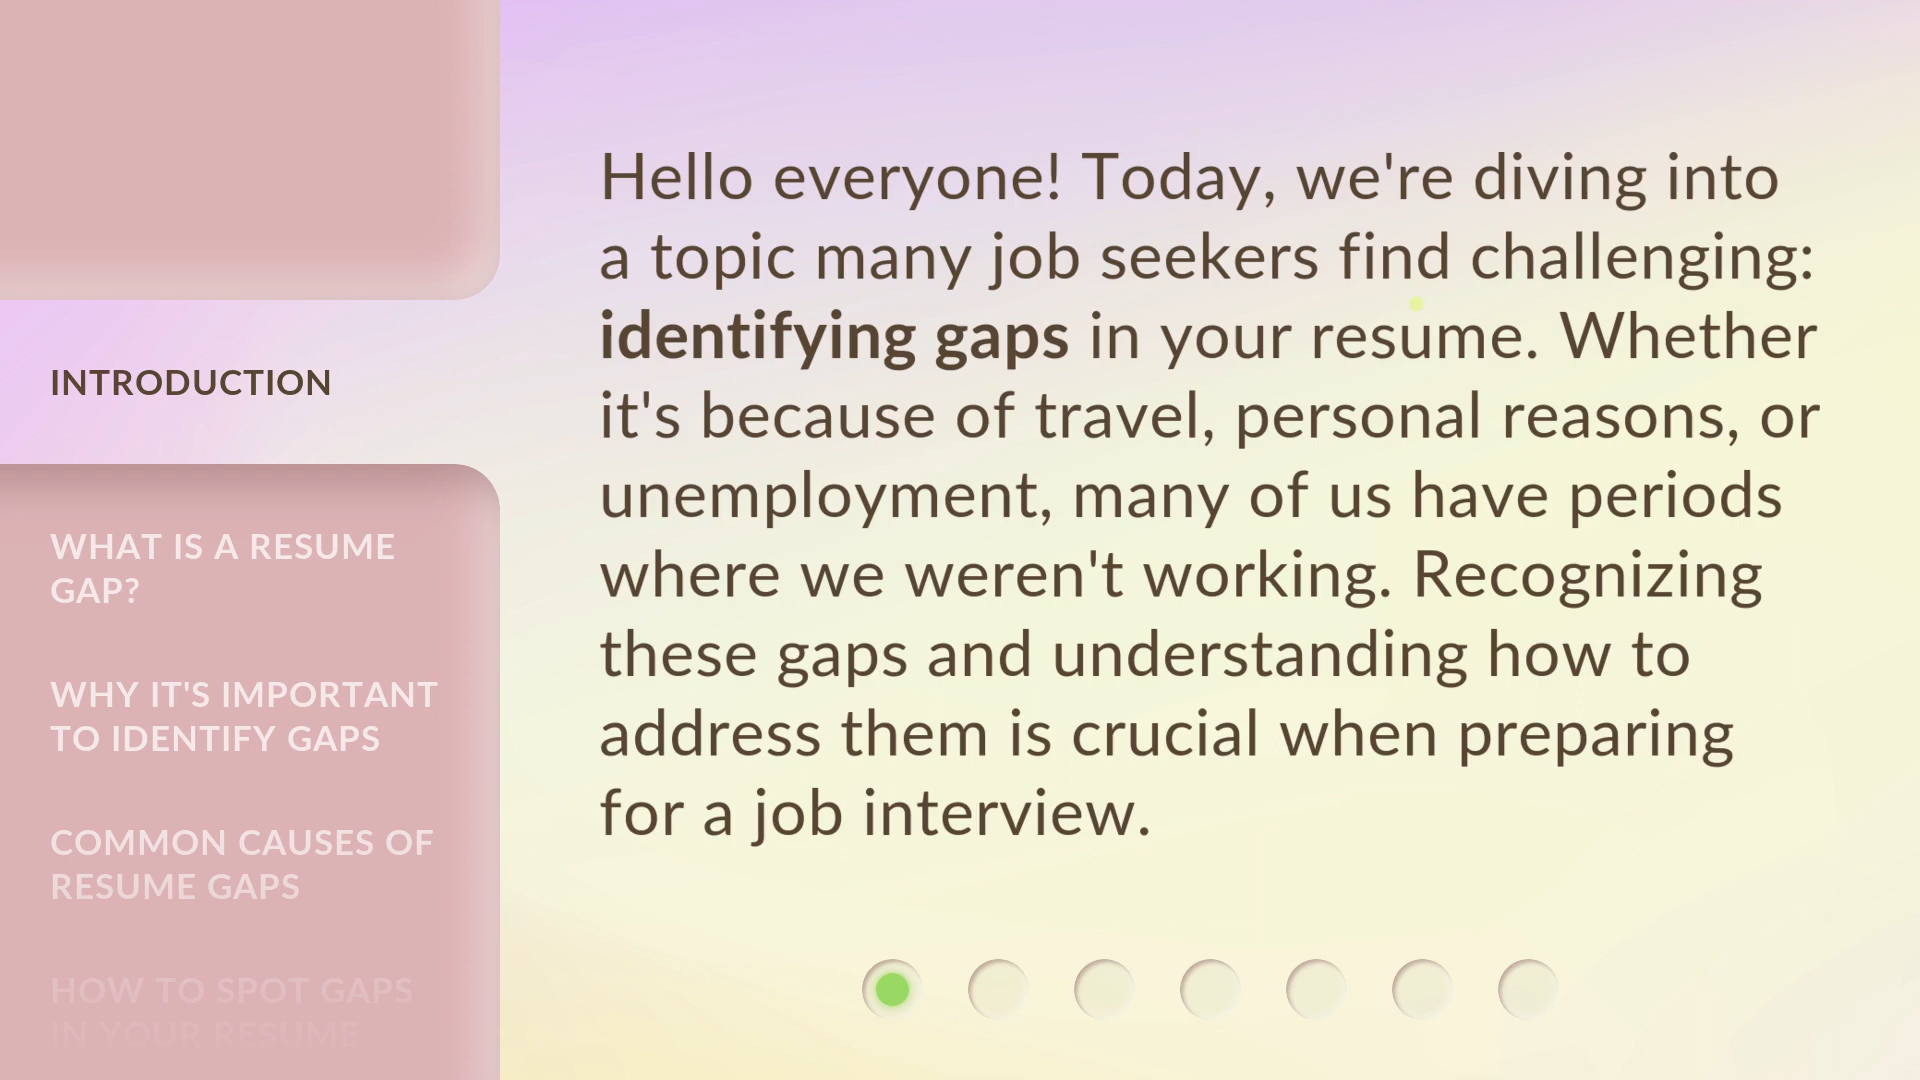 INTRODUCTION
WHAT IS A RESUME
GAP?
WHY IT'S IMPORTANT
TO IDENTIFY GAPS
COMMON CAUSES OF
RESUME GAPS
HOW TO SPOT GAPS
IN YOUR RESUME
Hello everyone! Today, we're diving into
a topic many job seekers find challenging:
identifying gaps in your resume. Whether
it's because of travel, personal reasons, or
unemployment, many of us have periods
where we weren't working. Recognizing
these gaps and understanding how to
address them is crucial when preparing
for a job interview.